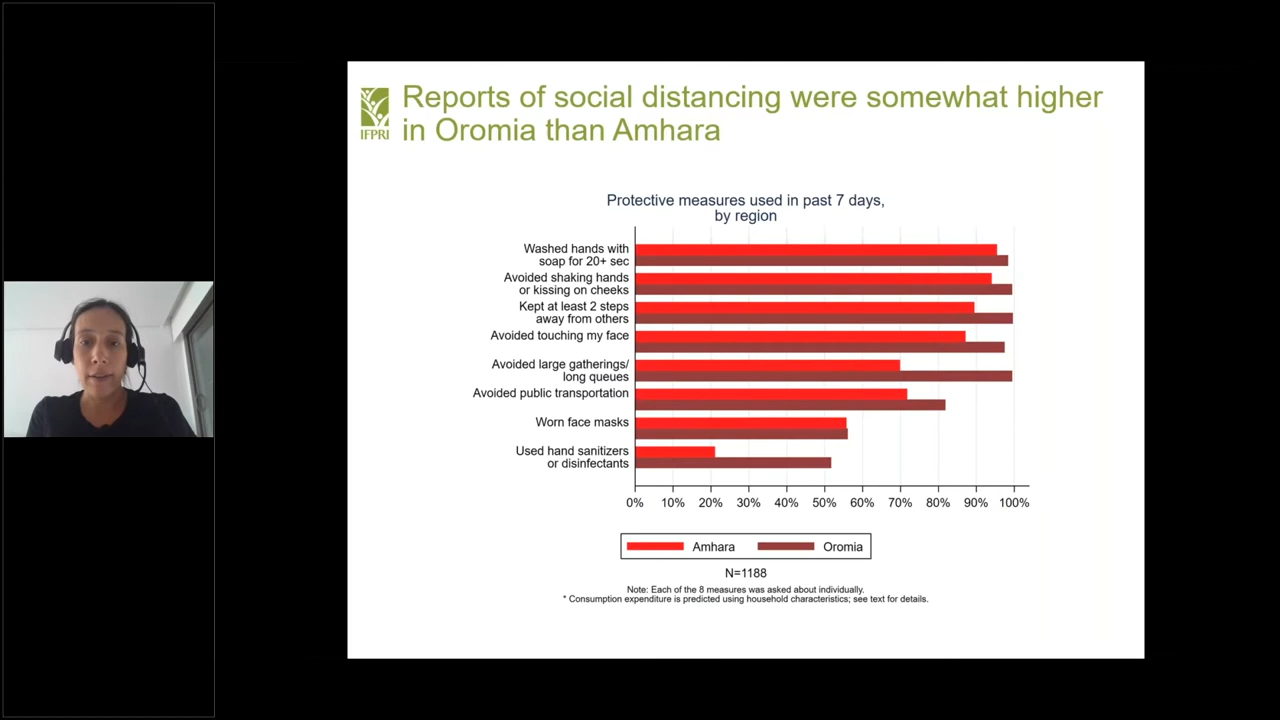 Reports of social distancing were somewhat higher
in Oromia than Amhara
IFPRI
Protective measures used in past 7 days,
by region
Washed hands with
soap for 20+ sec
Avoided shaking hands
or kissing on cheeks
Kept at least 2 steps
away from others
Avoided touching my face
Avoided large gatherings/
long queues
Avoided public transportation
Worn face masks
Used hand sanitizers
or disinfectants
0% 10% 20% 30% 40% 50% 60% 70% 80% 90% 100%
Amhara Oromia
N=1188
Note: Each of the 8 measures was asked about individually.
* Consumption expenditure is predicted using household characteristics; see text for details.